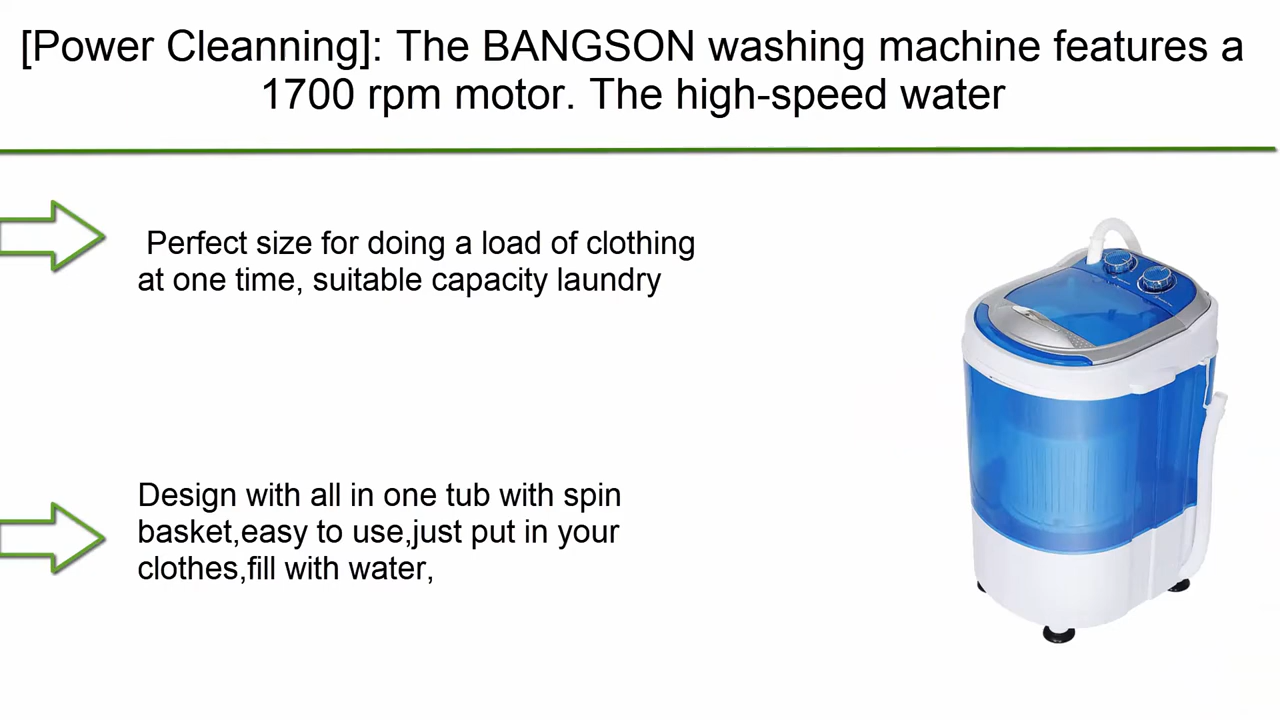 [Power Cleanning]: The BANGSON washing machine features a
1700 rpm motor. The high-speed water
Perfect size for doing a load of clothing
at one time, suitable capacity laundry
Design with all in one tub with spin
basket,easy to use,just put in your
clothes,fill with water,